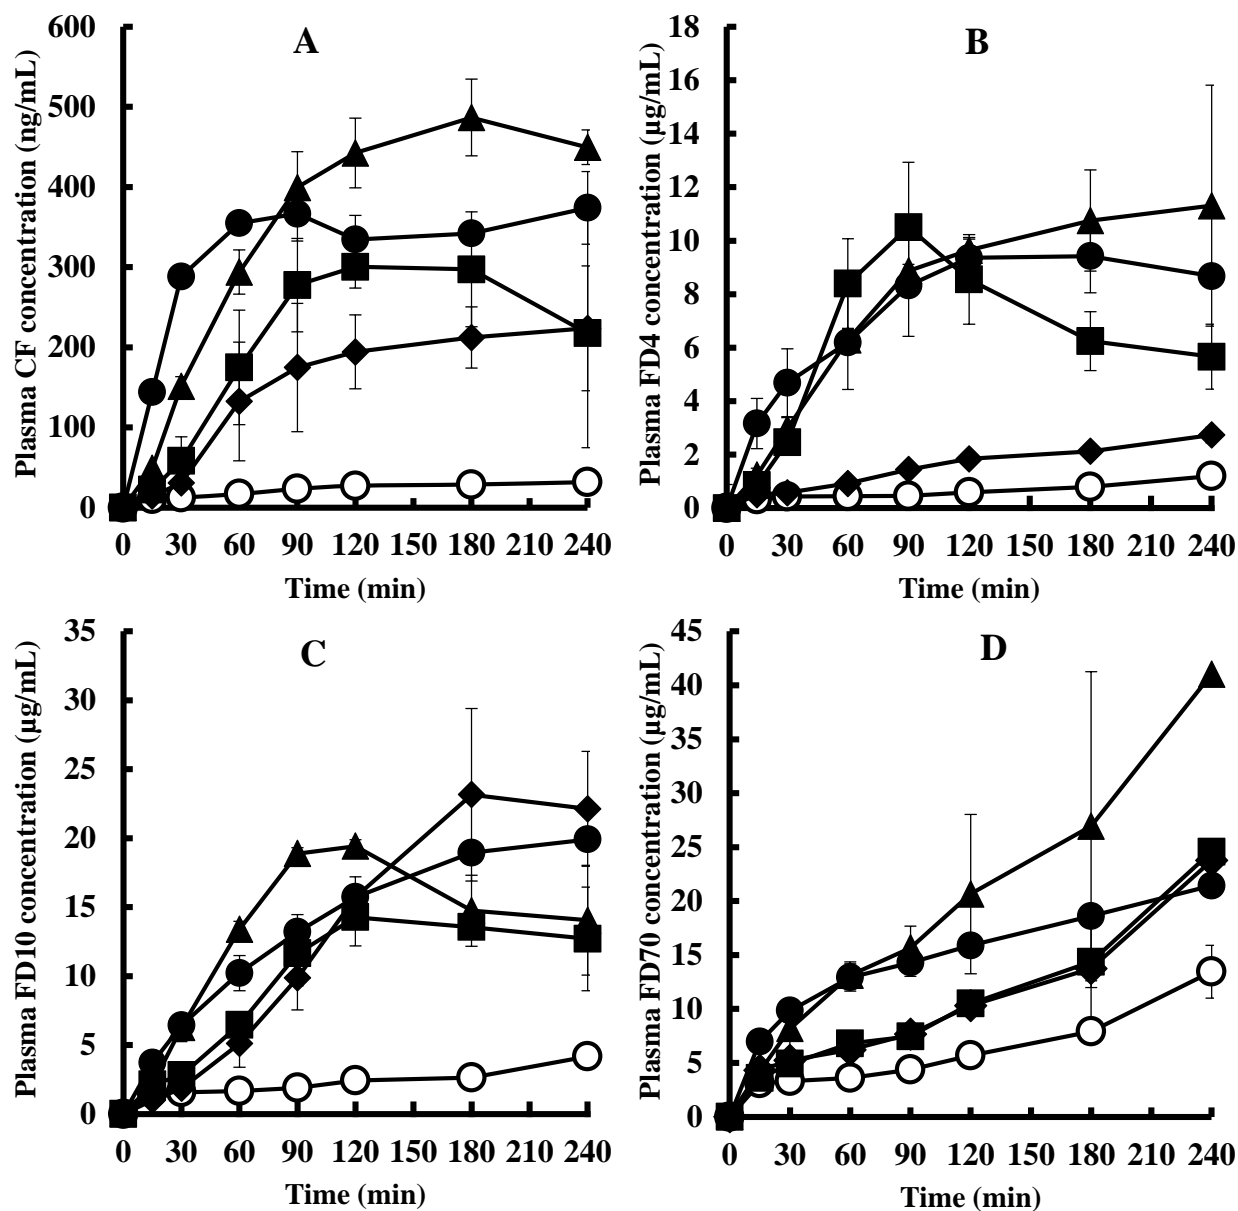 A
Plasma CF concentration (ng/mL)
600
500
400
300
200
100
0
0 30 60 90 120 150 180 210 240
Time (min)
B
Plasma FD4 concentration (μg/mL)
18
16
14
12
10
8
6
4
2
0
0 30 60 90 120 150 180 210 240
Time (min)
C
Plasma FD10 concentration (μg/mL)
35
30
25
20
15
10
5
0
0 30 60 90 120 150 180 210 240
Time (min)
D
Plasma FD70 concentration (μg/mL)
45
40
35
30
25
20
15
10
5
0
0 30 60 90 120 150 180 210 240
Time (min)